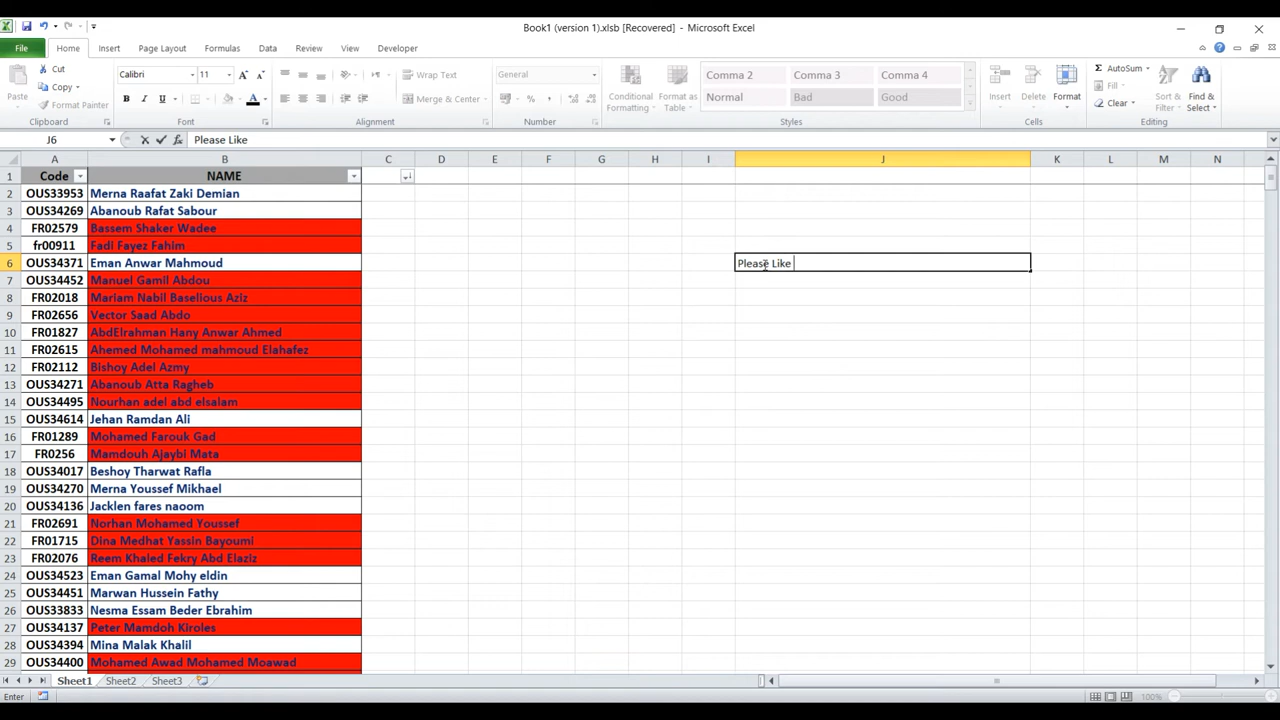 Book1 (version 1).xlsb [Recovered] - Microsoft Excel
File Home Insert Page Layout Formulas Data Review View Developer
Cut Calibri 11 Wrap Text General Comma 2 Comma 3 Comma 4 AutoSum
Paste Copy Format Painter Merge & Center Conditional Formatting Format as Table Normal Bad Good Insert Delete Format Fill Clear Sort & Filter Find & Select
Clipboard Font Alignment Number Styles Cells Editing
J6 Please Like
A B C D E F G H I J K L M N
1 Code NAME
2 OUS33953 Merna Raafat Zaki Demian
3 OUS34269 Abanoub Rafat Sabour
4 FR02579 Bassem Shaker Wadee
5 fr00911 Fadi Fayez Fahim
6 OUS34371 Eman Anwar Mahmoud Please Like
7 OUS34452 Manuel Gamil Abdou
8 FR02018 Mariam Nabil Baselious Aziz
9 FR02656 Vector Saad Abdo
10 FR01827 AbdElrahman Hany Anwar Ahmed
11 FR02615 Ahemed Mohamed mahmoud Elahafez
12 FR02112 Bishoy Adel Azmy
13 OUS34271 Abanoub Atta Ragheb
14 OUS34495 Nourhan adel abd elsalam
15 OUS34614 Jehan Ramdan Ali
16 FR01289 Mohamed Farouk Gad
17 FR0256 Mamdouh Ajaybi Mata
18 OUS34017 Beshoy Tharwat Rafla
19 OUS34270 Merna Youssef Mikhael
20 OUS34136 Jacklen fares naoom
21 FR02691 Norhan Mohamed Youssef
22 FR01715 Dina Medhat Yassin Bayoumi
23 FR02076 Reem Khaled Fekry Abd Elaziz
24 OUS34523 Eman Gamal Mohy eldin
25 OUS34451 Marwan Hussein Fathy
26 OUS33833 Nesma Essam Beder Ebrahim
27 OUS34137 Peter Mamdoh Kiroles
28 OUS34394 Mina Malak Khalil
29 OUS34400 Mohamed Awad Mohamed Moawad
Sheet1 Sheet2 Sheet3
Enter 100%